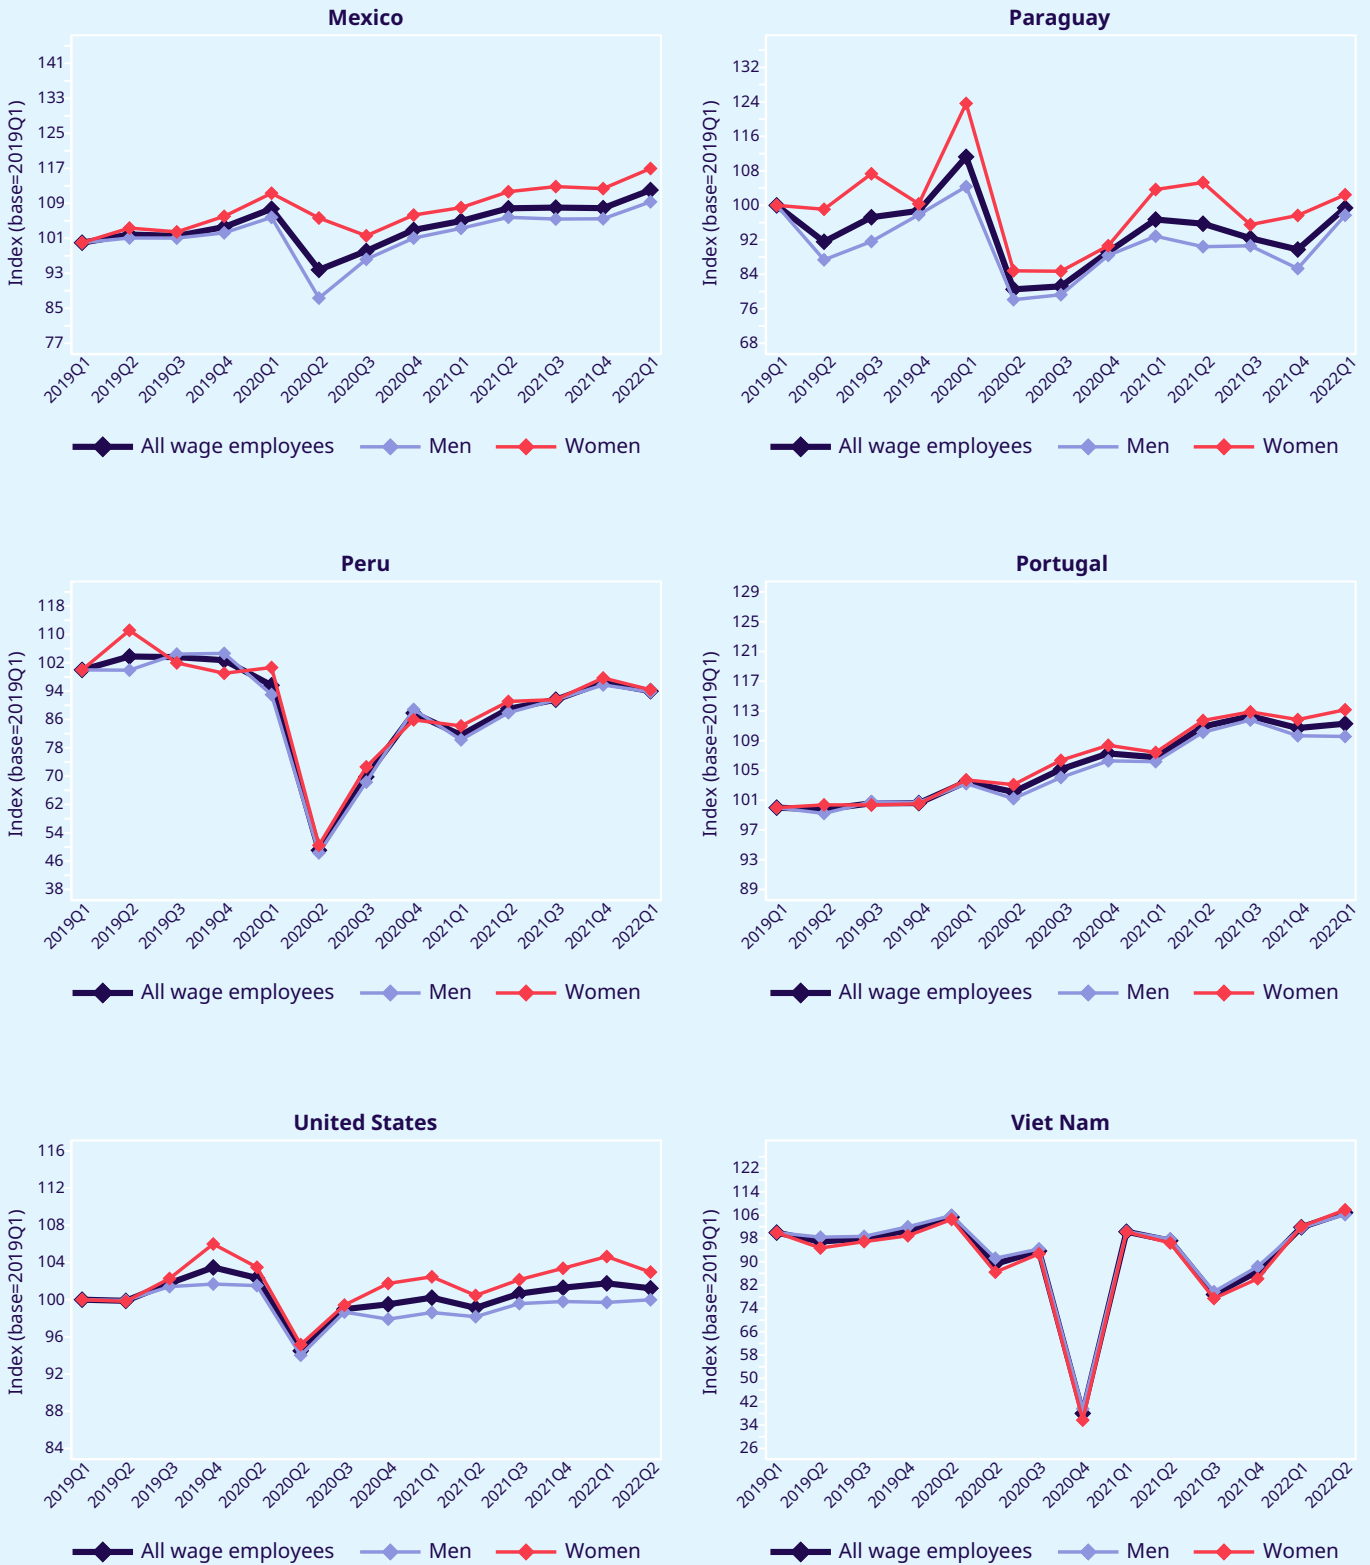 Mexico
Index (base=2019Q1)
141
133
125
117
109
101
93
85
77
2019Q1 2019Q2 2019Q3 2019Q4 2020Q1 2020Q2 2020Q3 2020Q4 2021Q1 2021Q2 2021Q3 2021Q4 2022Q1
All wage employees Men Women
Paraguay
Index (base=2019Q1)
132
124
116
108
100
92
84
76
68
2019Q1 2019Q2 2019Q3 2019Q4 2020Q1 2020Q2 2020Q3 2020Q4 2021Q1 2021Q2 2021Q3 2021Q4 2022Q1
All wage employees Men Women
Peru
Index (base=2019Q1)
118
110
102
94
86
78
70
62
54
46
38
2019Q1 2019Q2 2019Q3 2019Q4 2020Q1 2020Q2 2020Q3 2020Q4 2021Q1 2021Q2 2021Q3 2021Q4 2022Q1
All wage employees Men Women
Portugal
Index (base=2019Q1)
129
125
121
117
113
109
105
101
97
93
89
2019Q1 2019Q2 2019Q3 2019Q4 2020Q1 2020Q2 2020Q3 2020Q4 2021Q1 2021Q2 2021Q3 2021Q4 2022Q1
All wage employees Men Women
United States
Index (base=2019Q1)
116
112
108
104
100
96
92
88
84
2019Q1 2019Q2 2019Q3 2019Q4 2020Q2 2020Q2 2020Q3 2020Q4 2021Q1 2021Q2 2021Q3 2021Q4 2022Q1 2022Q2
All wage employees Men Women
Viet Nam
Index (base=2019Q1)
122
114
106
98
90
82
74
66
58
50
42
34
26
2019Q1 2019Q2 2019Q3 2019Q4 2020Q2 2020Q2 2020Q3 2020Q4 2021Q1 2021Q2 2021Q3 2021Q4 2022Q1 2022Q2
All wage employees Men Women